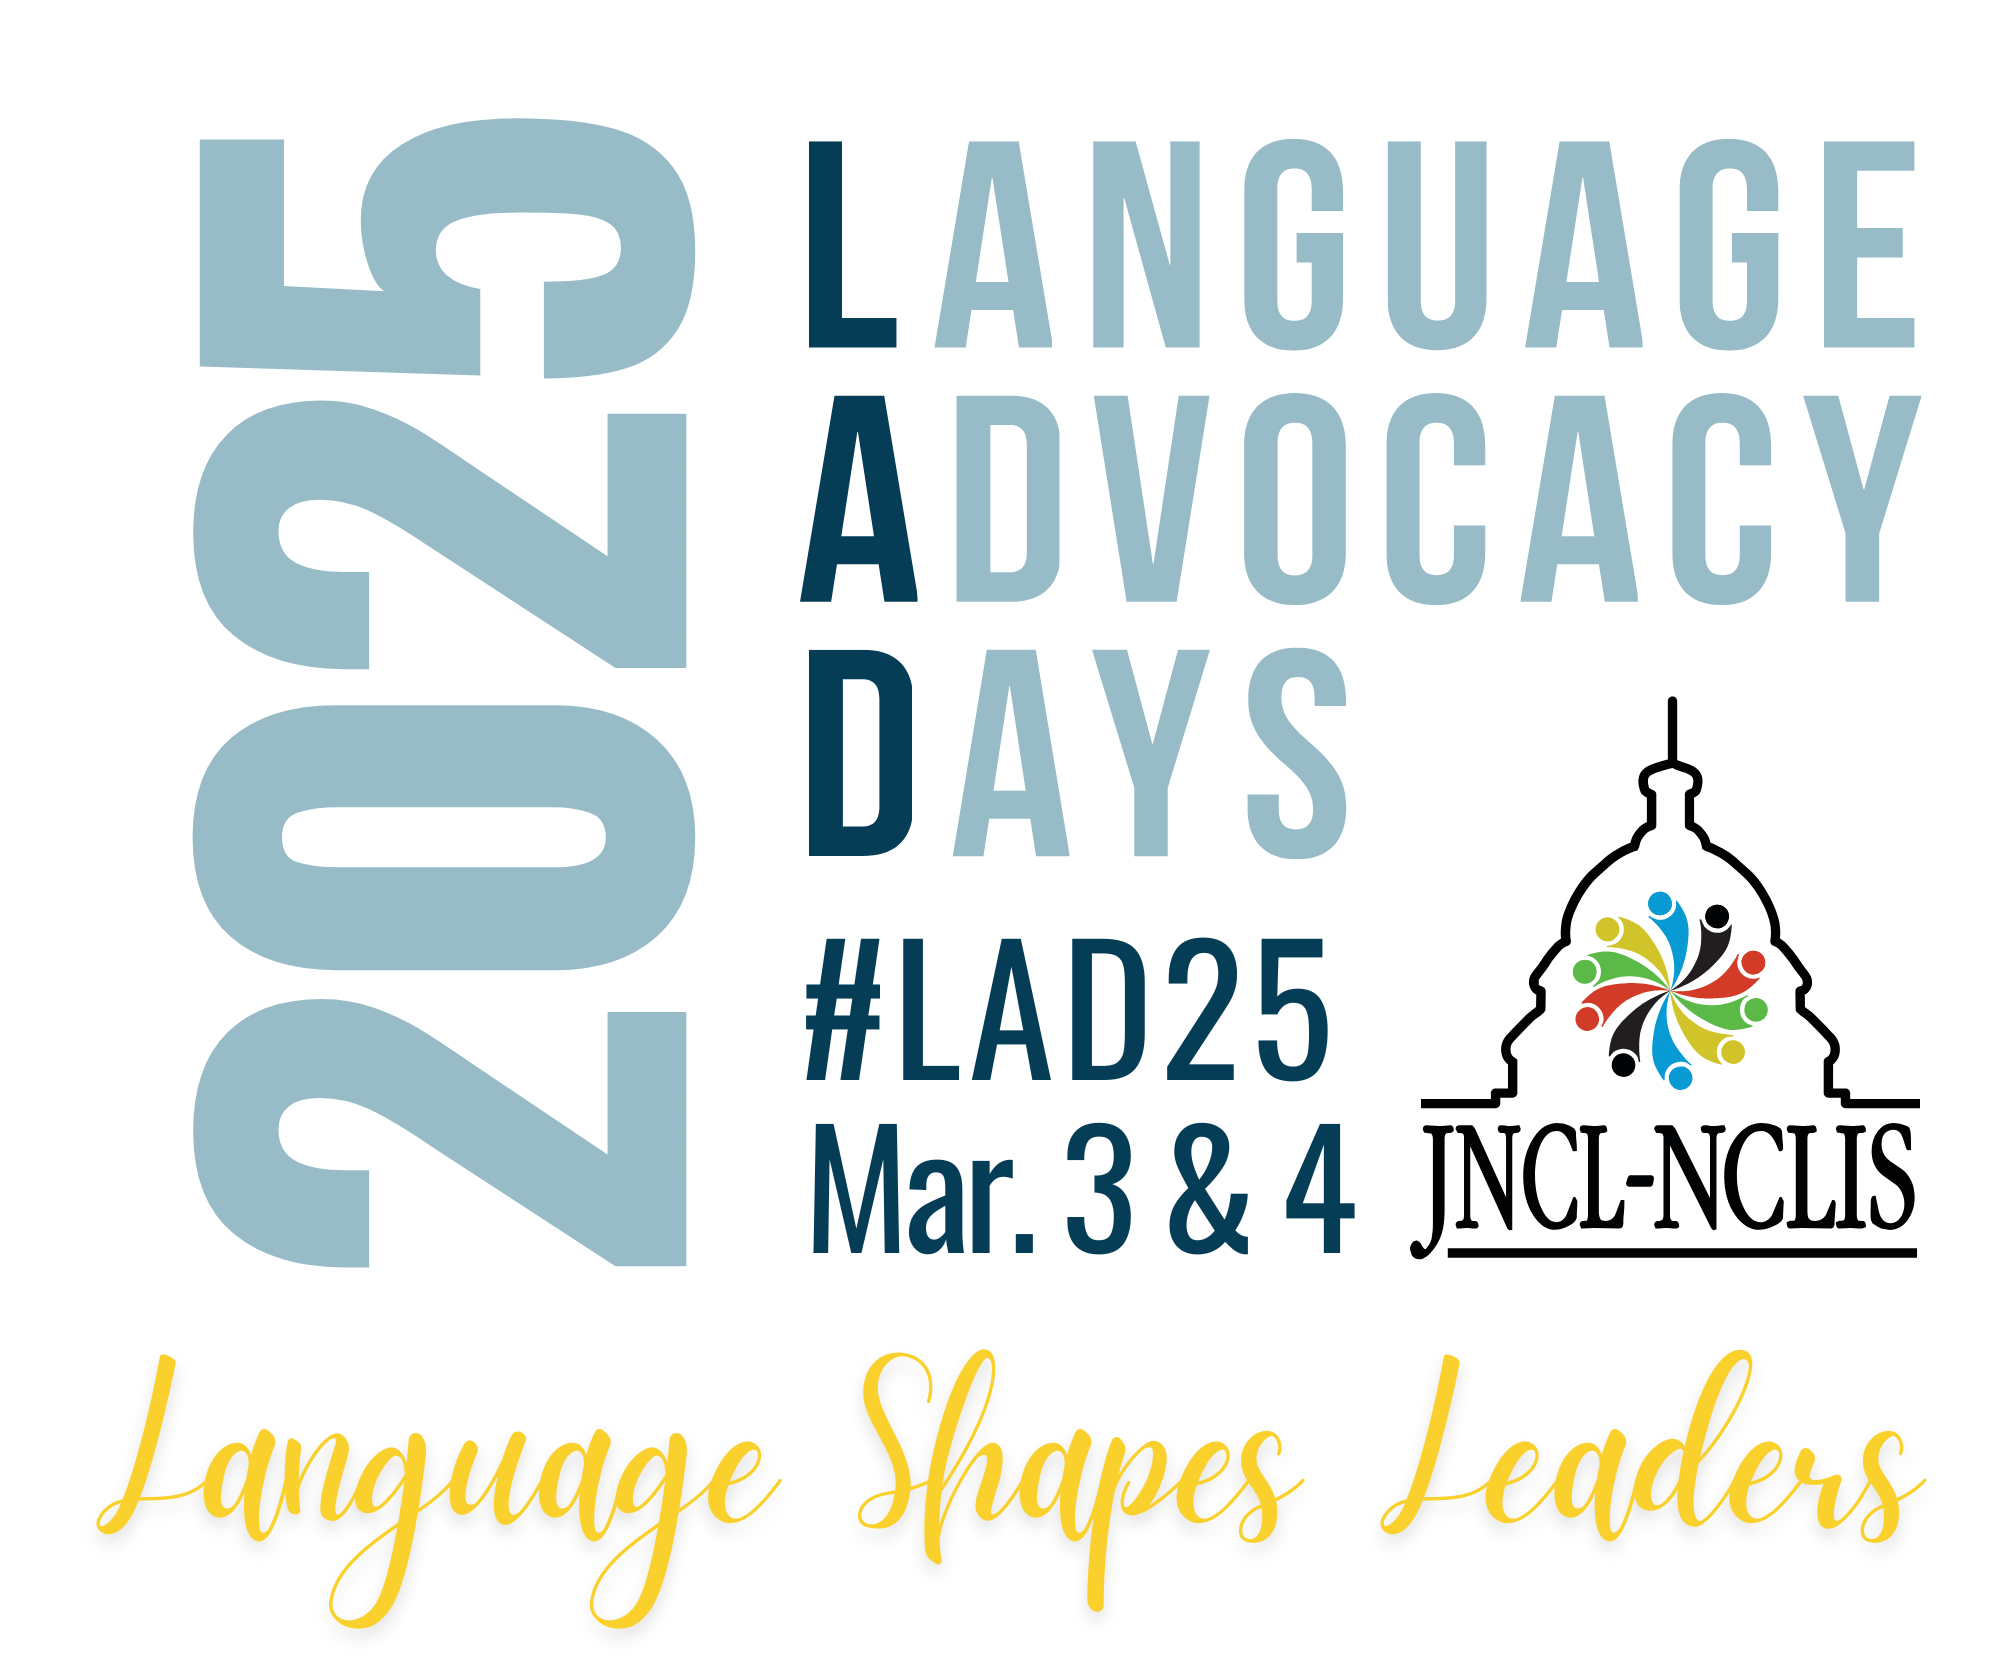 2025
LANGUAGE
ADVOCACY
DAYS
#LAD25
Mar. 3 & 4
JNCL-NCLIS
Language Shapes Leaders